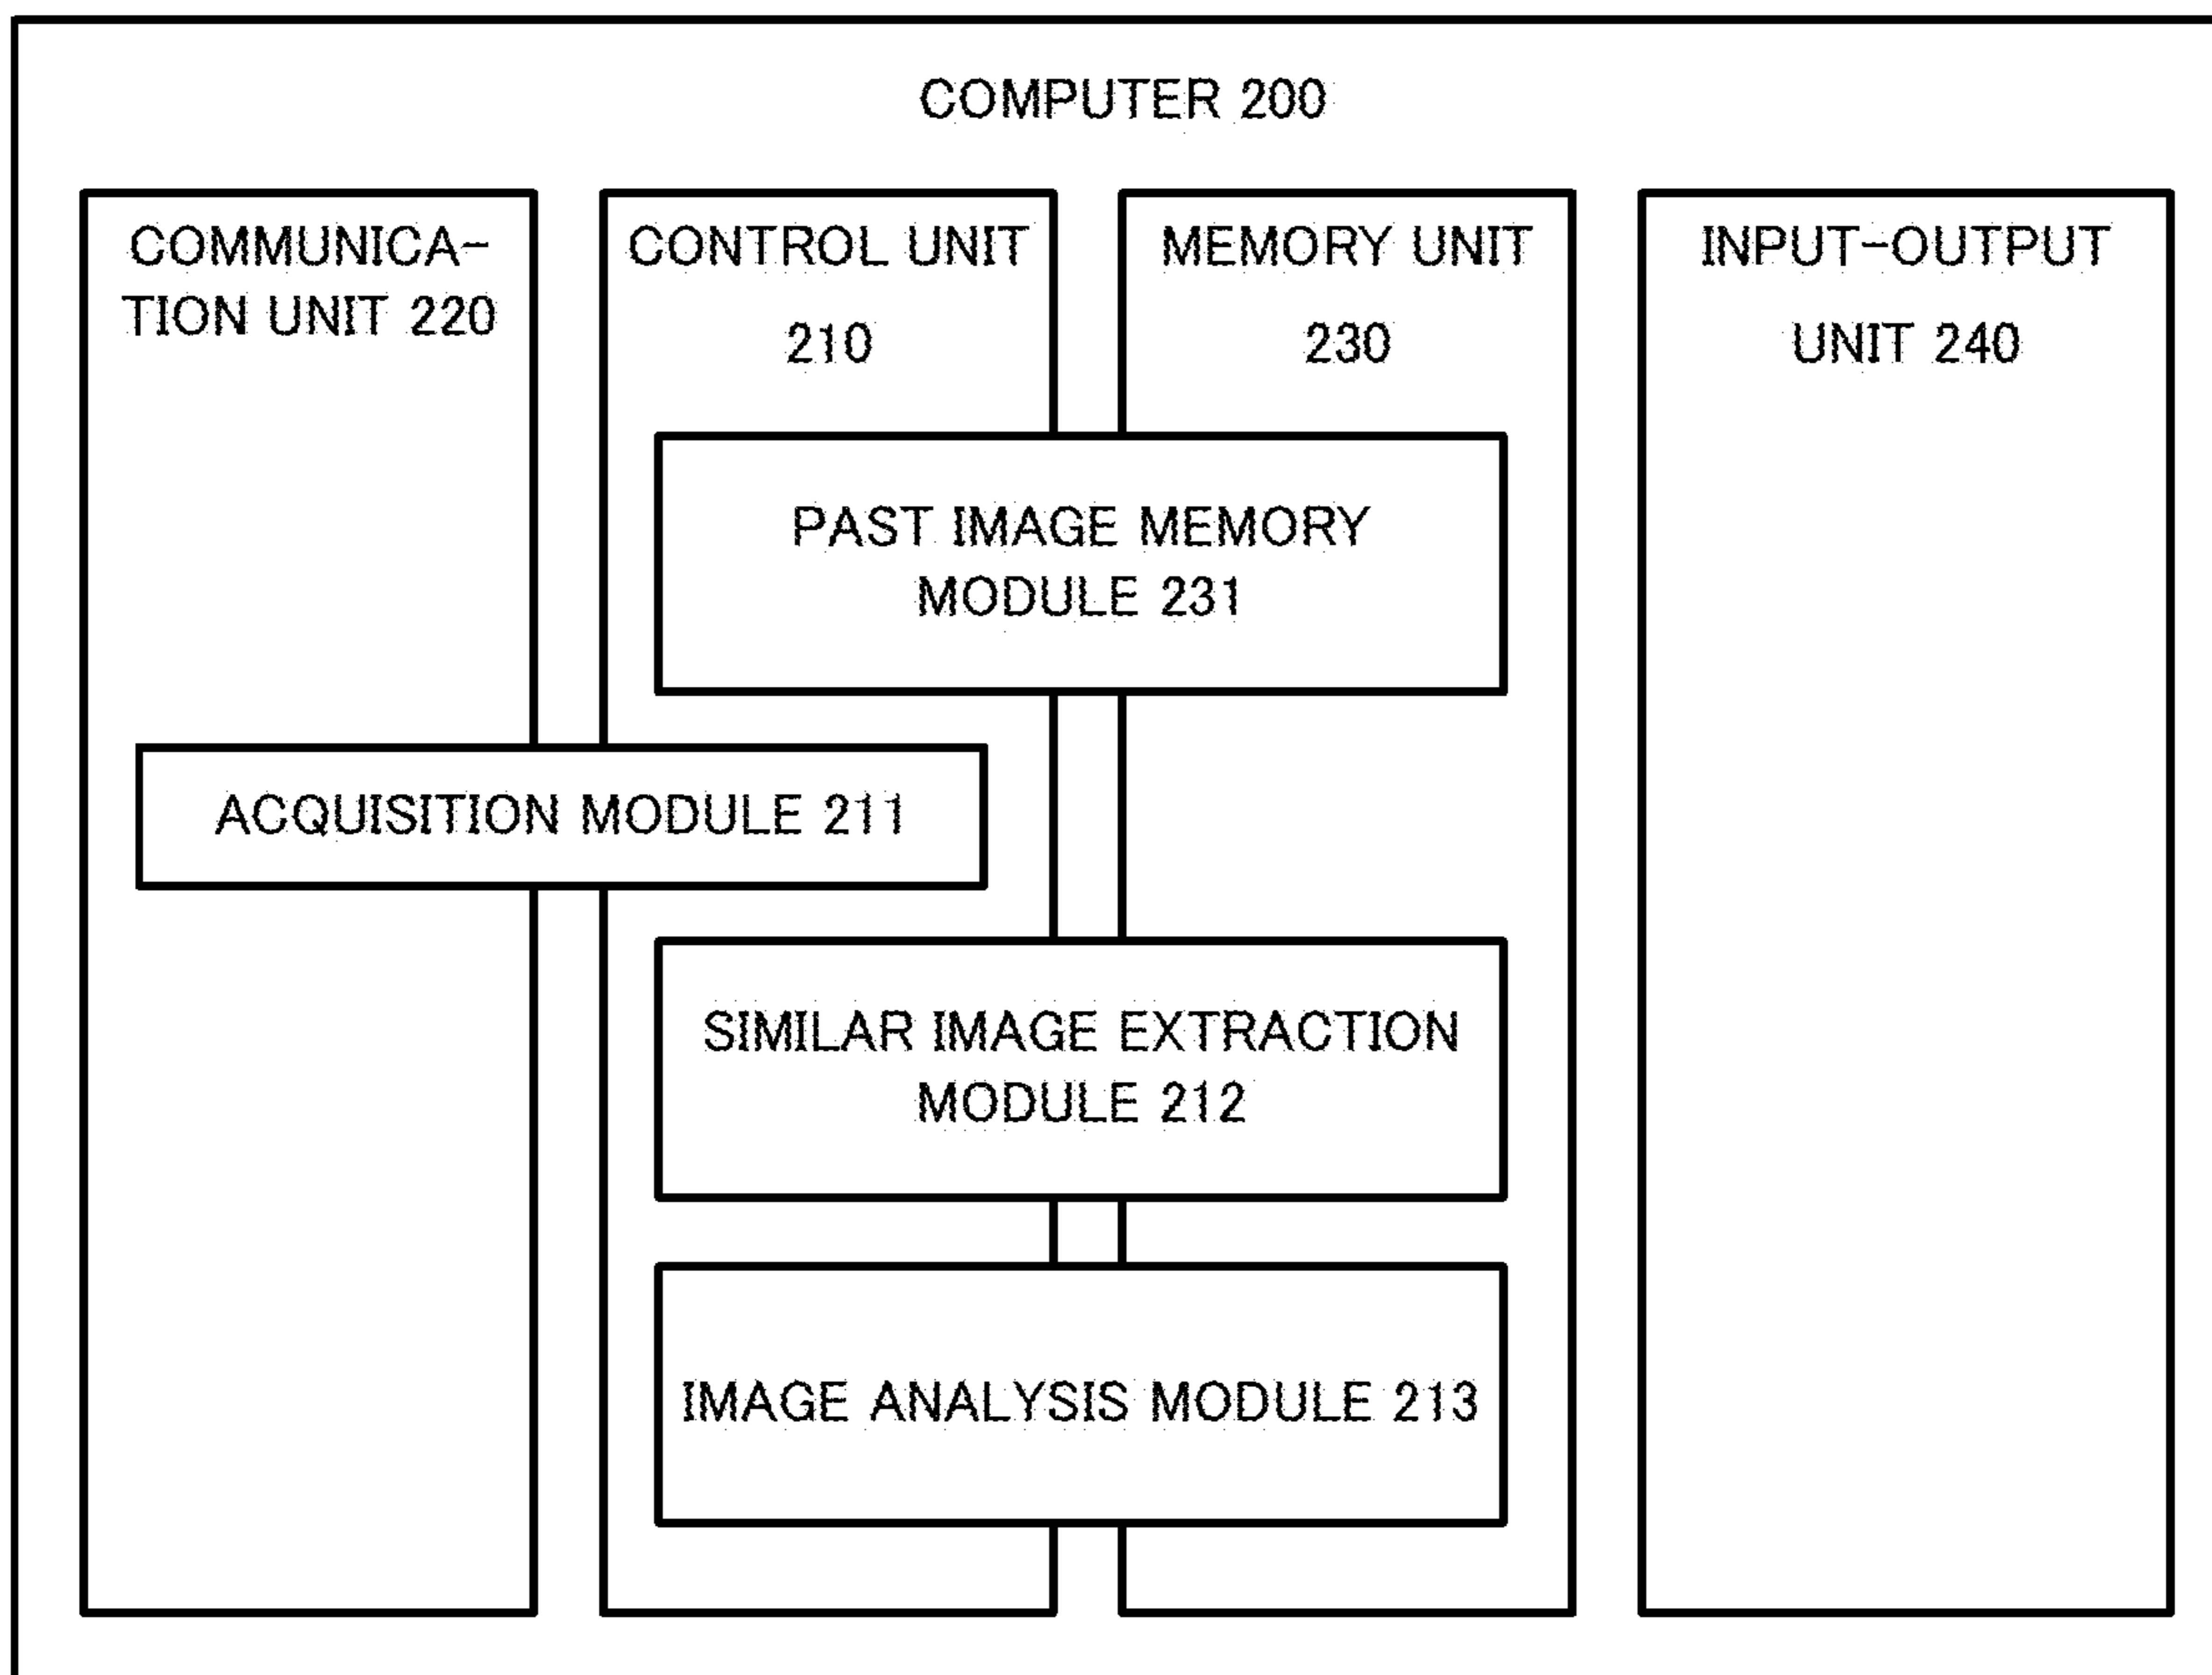 COMPUTER 200
COMMUNICA-
TION UNIT 220
CONTROL UNIT
210
MEMORY UNIT
230
INPUT-OUTPUT
UNIT 240
PAST IMAGE MEMORY
MODULE 231
ACQUISITION MODULE 211
SIMILAR IMAGE EXTRACTION
MODULE 212
IMAGE ANALYSIS MODULE 213